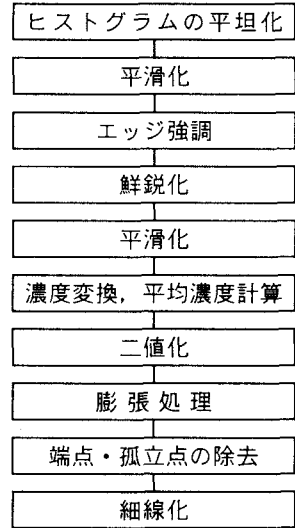 ヒストグラムの平坦化
平滑化
エッジ強調
鮮鋭化
平滑化
濃度変換，平均濃度計算
二値化
膨張処理
端点・孤立点の除去
細線化